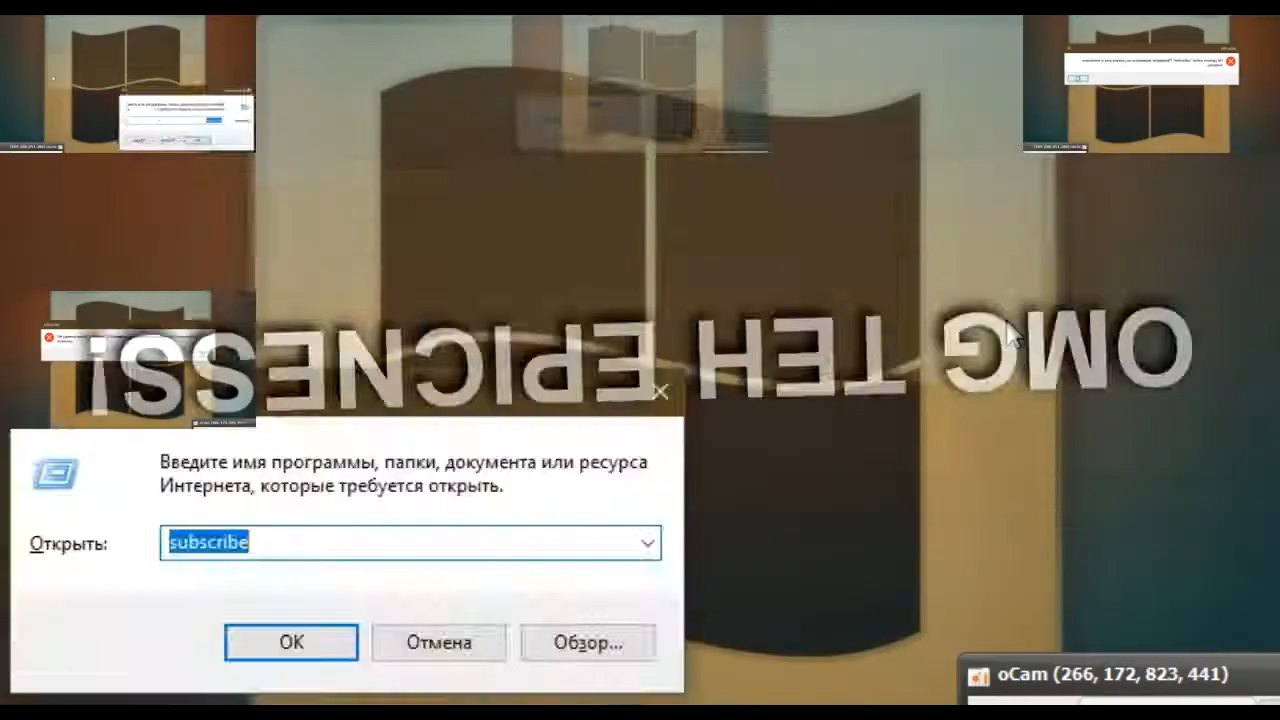 OMG TEH EPICNESS!
Введите имя программы, папки, документа или ресурса
Интернета, которые требуется открыть.
Открыть:
subscribe
OK
Отмена
Обзор...
oCam (266, 172, 823, 441)